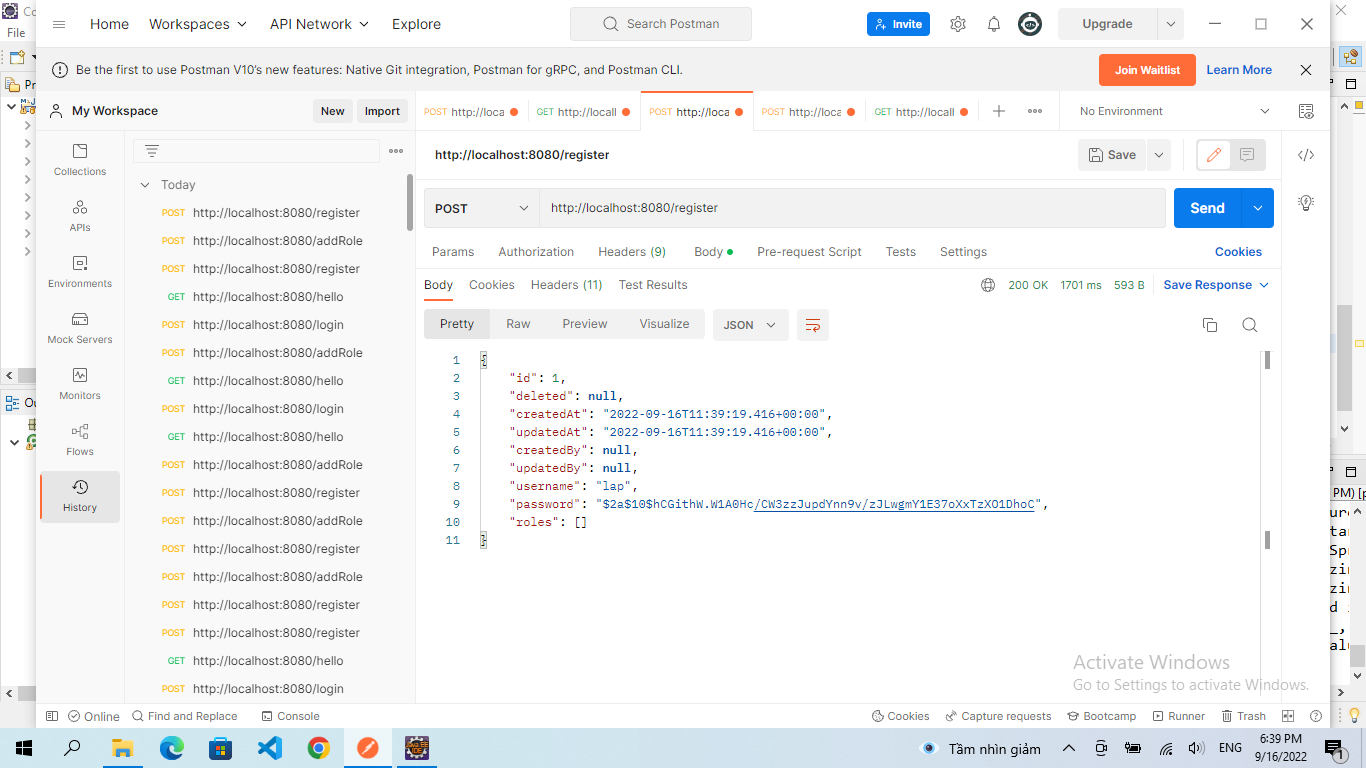 File
Home
Workspaces
API Network
Explore
Search Postman
Invite
Upgrade
Be the first to use Postman V10's new features: Native Git integration, Postman for gRPC, and Postman CLI.
Join Waitlist
Learn More
My Workspace
New
Import
POST http://loca
GET http://locall
POST http://loca
POST http://loca
GET http://locall
No Environment
Collections
APIs
Environments
Mock Servers
Monitors
Flows
History
Today
POST http://localhost:8080/register
POST http://localhost:8080/addRole
POST http://localhost:8080/register
GET http://localhost:8080/hello
POST http://localhost:8080/login
POST http://localhost:8080/addRole
GET http://localhost:8080/hello
POST http://localhost:8080/login
GET http://localhost:8080/hello
POST http://localhost:8080/addRole
POST http://localhost:8080/register
POST http://localhost:8080/addRole
POST http://localhost:8080/register
POST http://localhost:8080/addRole
POST http://localhost:8080/register
POST http://localhost:8080/register
GET http://localhost:8080/hello
POST http://localhost:8080/login
http://localhost:8080/register
Save
POST
http://localhost:8080/register
Send
Params
Authorization
Headers (9)
Body
Pre-request Script
Tests
Settings
Cookies
Body
Cookies
Headers (11)
Test Results
200 OK
1701 ms
593 B
Save Response
Pretty
Raw
Preview
Visualize
JSON
1 {
2 "id": 1,
3 "deleted": null,
4 "createdAt": "2022-09-16T11:39:19.416+00:00",
5 "updatedAt": "2022-09-16T11:39:19.416+00:00",
6 "createdBy": null,
7 "updatedBy": null,
8 "username": "lap",
9 "password": "$2a$10$hCGithW.W1A0Hc/CW3zzJupdYnn9v/zJLwgmY1E37oXxTzXO1DhoC",
10 "roles": []
11 }
Activate Windows
Go to Settings to activate Windows.
Online
Find and Replace
Console
Cookies
Capture requests
Bootcamp
Runner
Trash
Tầm nhìn giảm
ENG
6:39 PM
9/16/2022
1